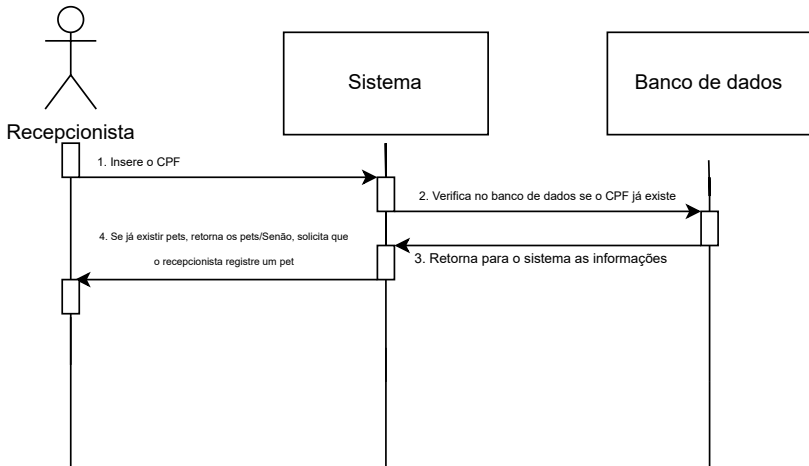 Sistema
Banco de dados
Recepcionista
1. Insere o CPF
2. Verifica no banco de dados se o CPF já existe
4. Se já existir pets, retorna os pets/Senão, solicita que
o recepcionista registre um pet
3. Retorna para o sistema as informações